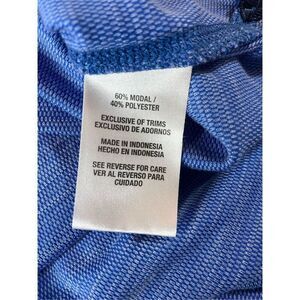 60% MODAL /
40% POLYESTER
EXCLUSIVE OF TRIMS
EXCLUSIVO DE ADORNOS
MADE IN INDONESIA
HECHO EN INDONESIA
SEE REVERSE FOR CARE
VER AL REVERSO PARA
CUIDADO